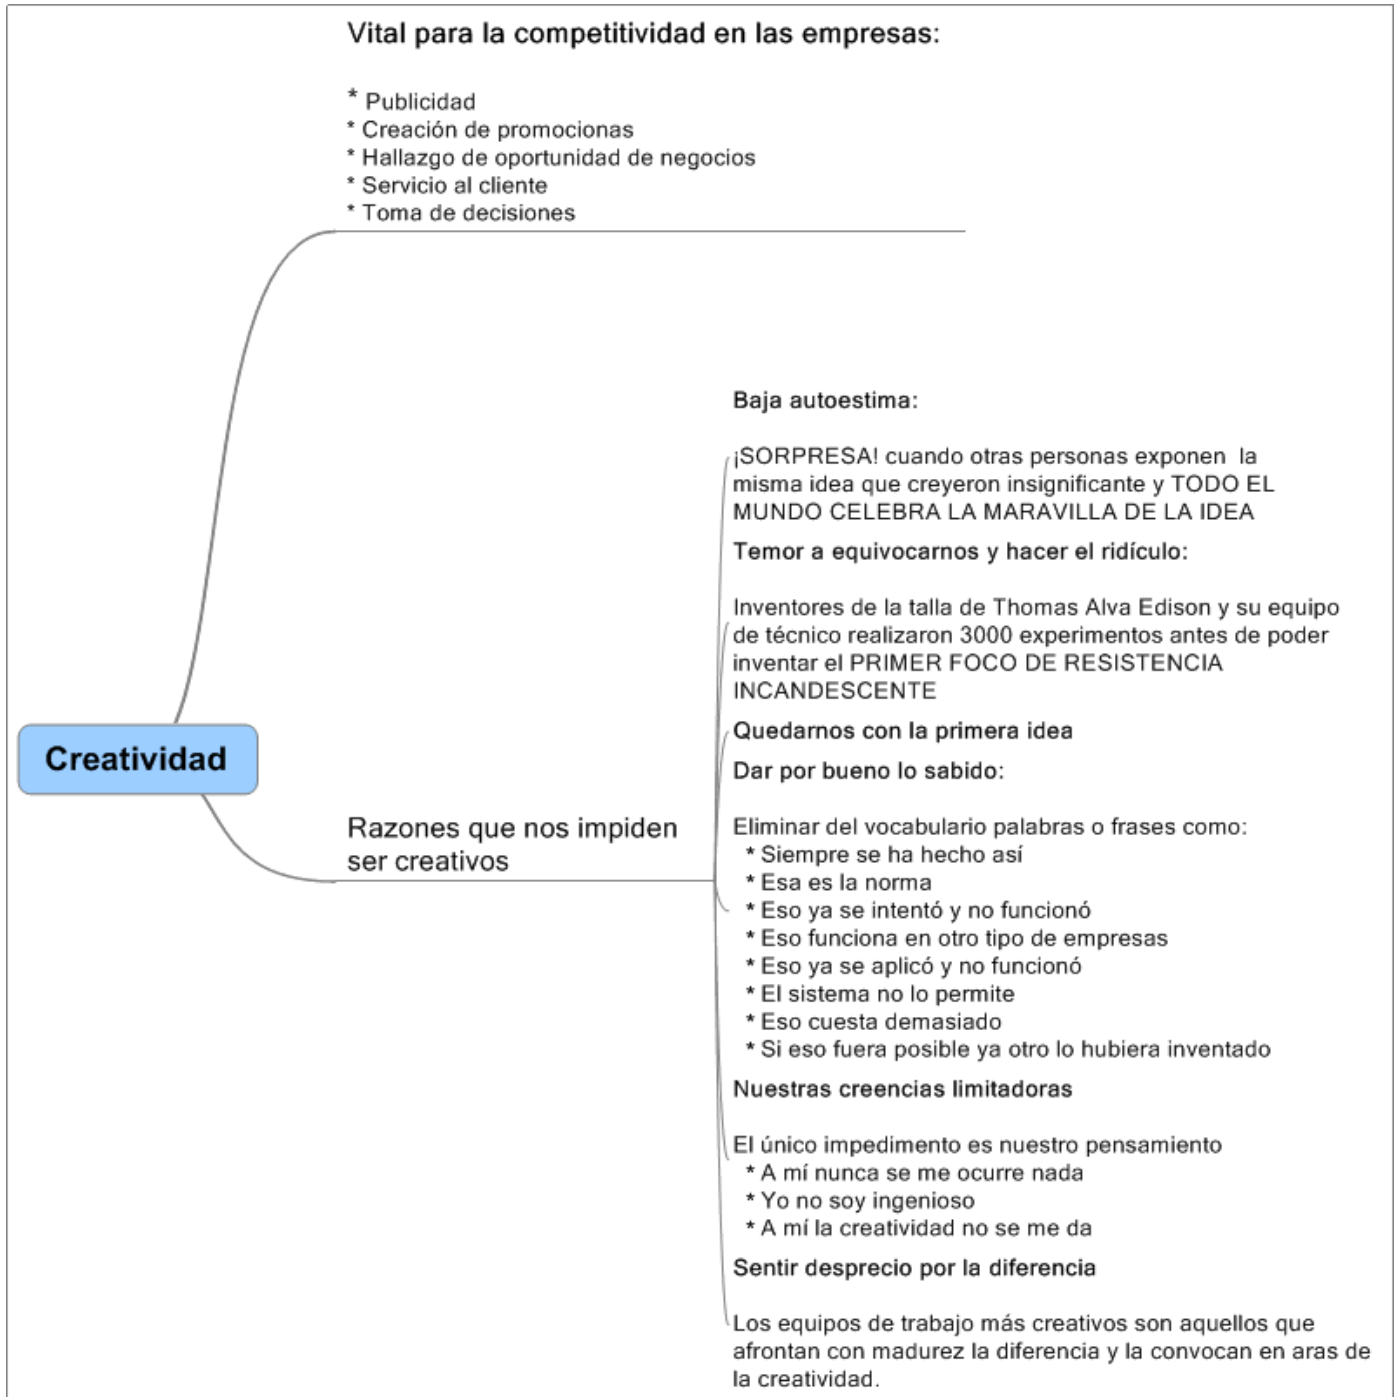 Vital para la competitividad en las empresas:
* Publicidad
* Creación de promocionas
* Hallazgo de oportunidad de negocios
* Servicio al cliente
* Toma de decisiones
Creatividad
Razones que nos impiden
ser creativos
Baja autoestima:
¡SORPRESA! cuando otras personas exponen  la
misma idea que creyeron insignificante y TODO EL
MUNDO CELEBRA LA MARAVILLA DE LA IDEA
Temor a equivocarnos y hacer el ridículo:
Inventores de la talla de Thomas Alva Edison y su equipo
de técnico realizaron 3000 experimentos antes de poder
inventar el PRIMER FOCO DE RESISTENCIA
INCANDESCENTE
Quedarnos con la primera idea
Dar por bueno lo sabido:
Eliminar del vocabulario palabras o frases como:
* Siempre se ha hecho así
* Esa es la norma
* Eso ya se intentó y no funcionó
* Eso funciona en otro tipo de empresas
* Eso ya se aplicó y no funcionó
* El sistema no lo permite
* Eso cuesta demasiado
* Si eso fuera posible ya otro lo hubiera inventado
Nuestras creencias limitadoras
El único impedimento es nuestro pensamiento
* A mí nunca se me ocurre nada
* Yo no soy ingenioso
* A mí la creatividad no se me da
Sentir desprecio por la diferencia
Los equipos de trabajo más creativos son aquellos que
afrontan con madurez la diferencia y la convocan en aras de
la creatividad.